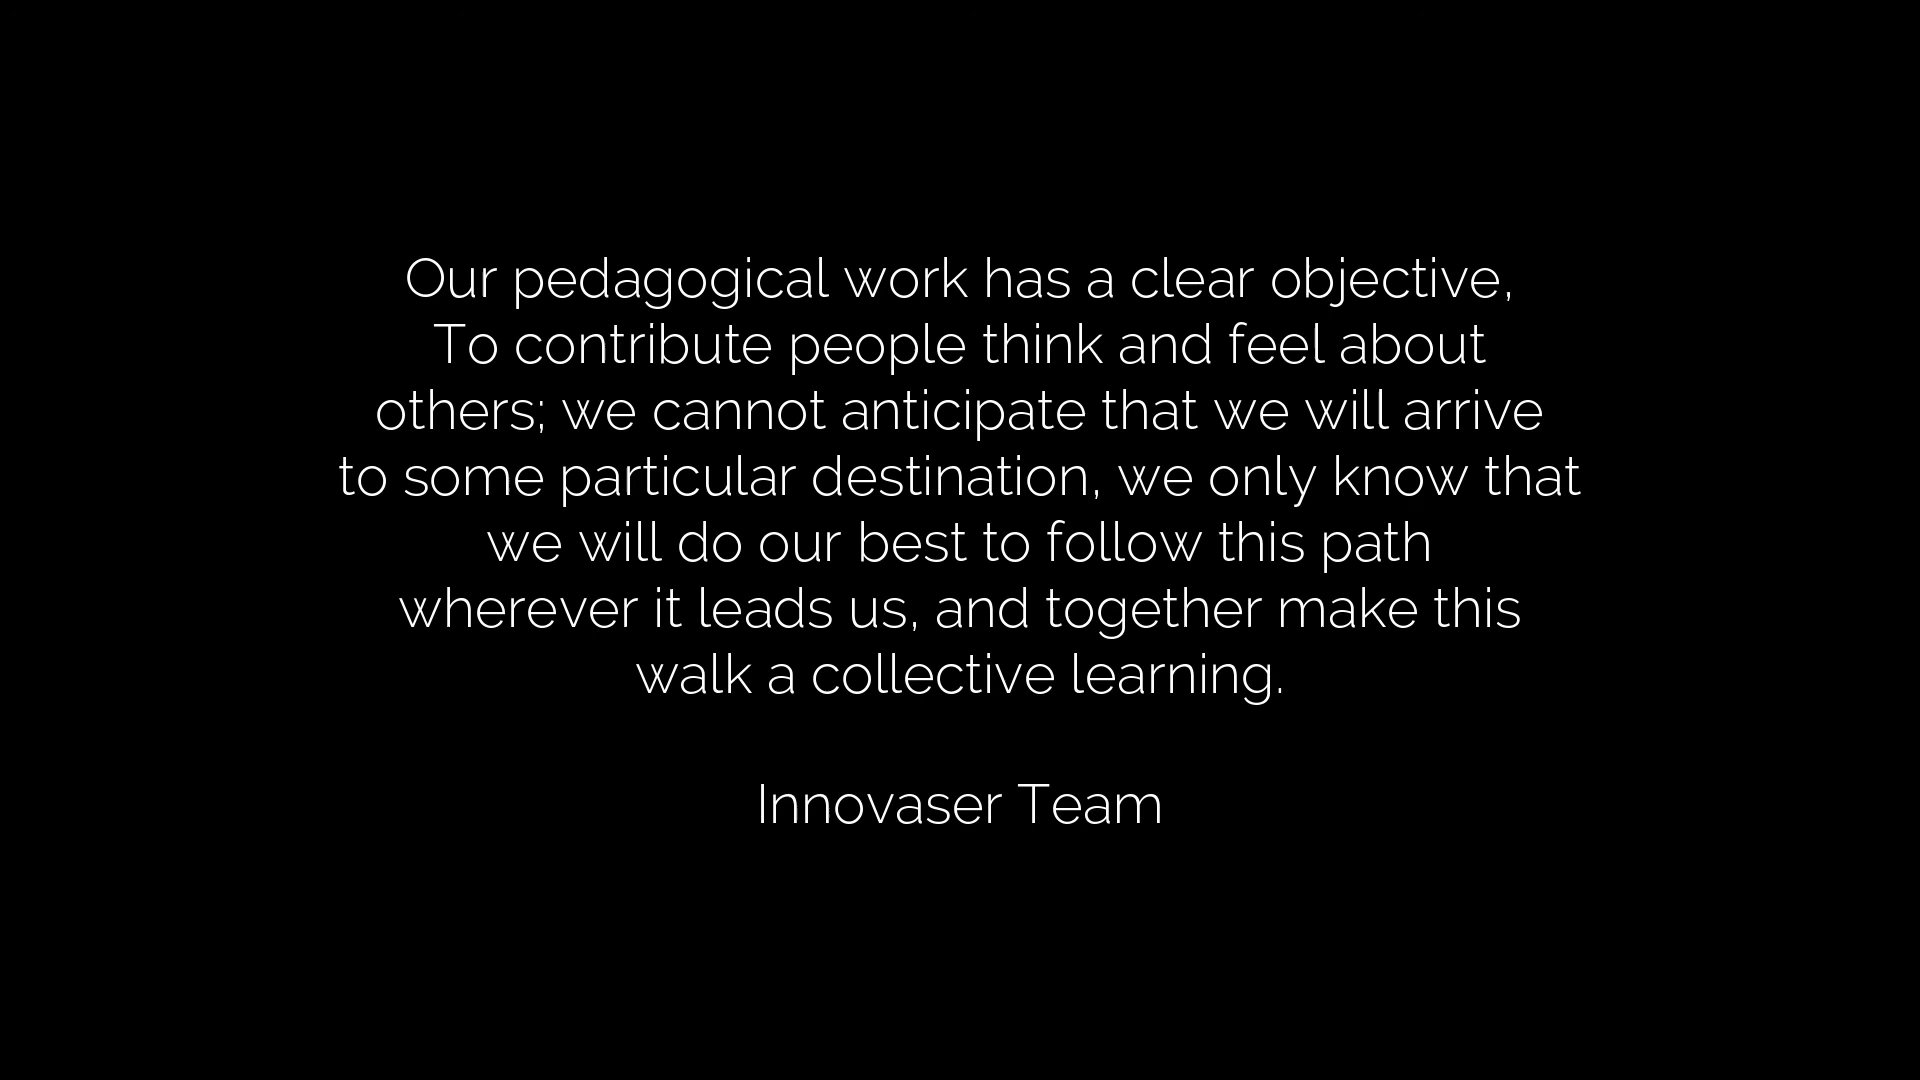 Our pedagogical work has a clear objective,
To contribute people think and feel about
others; we cannot anticipate that we will arrive
to some particular destination, we only know that
we will do our best to follow this path
wherever it leads us, and together make this
walk a collective learning.
Innovaser Team